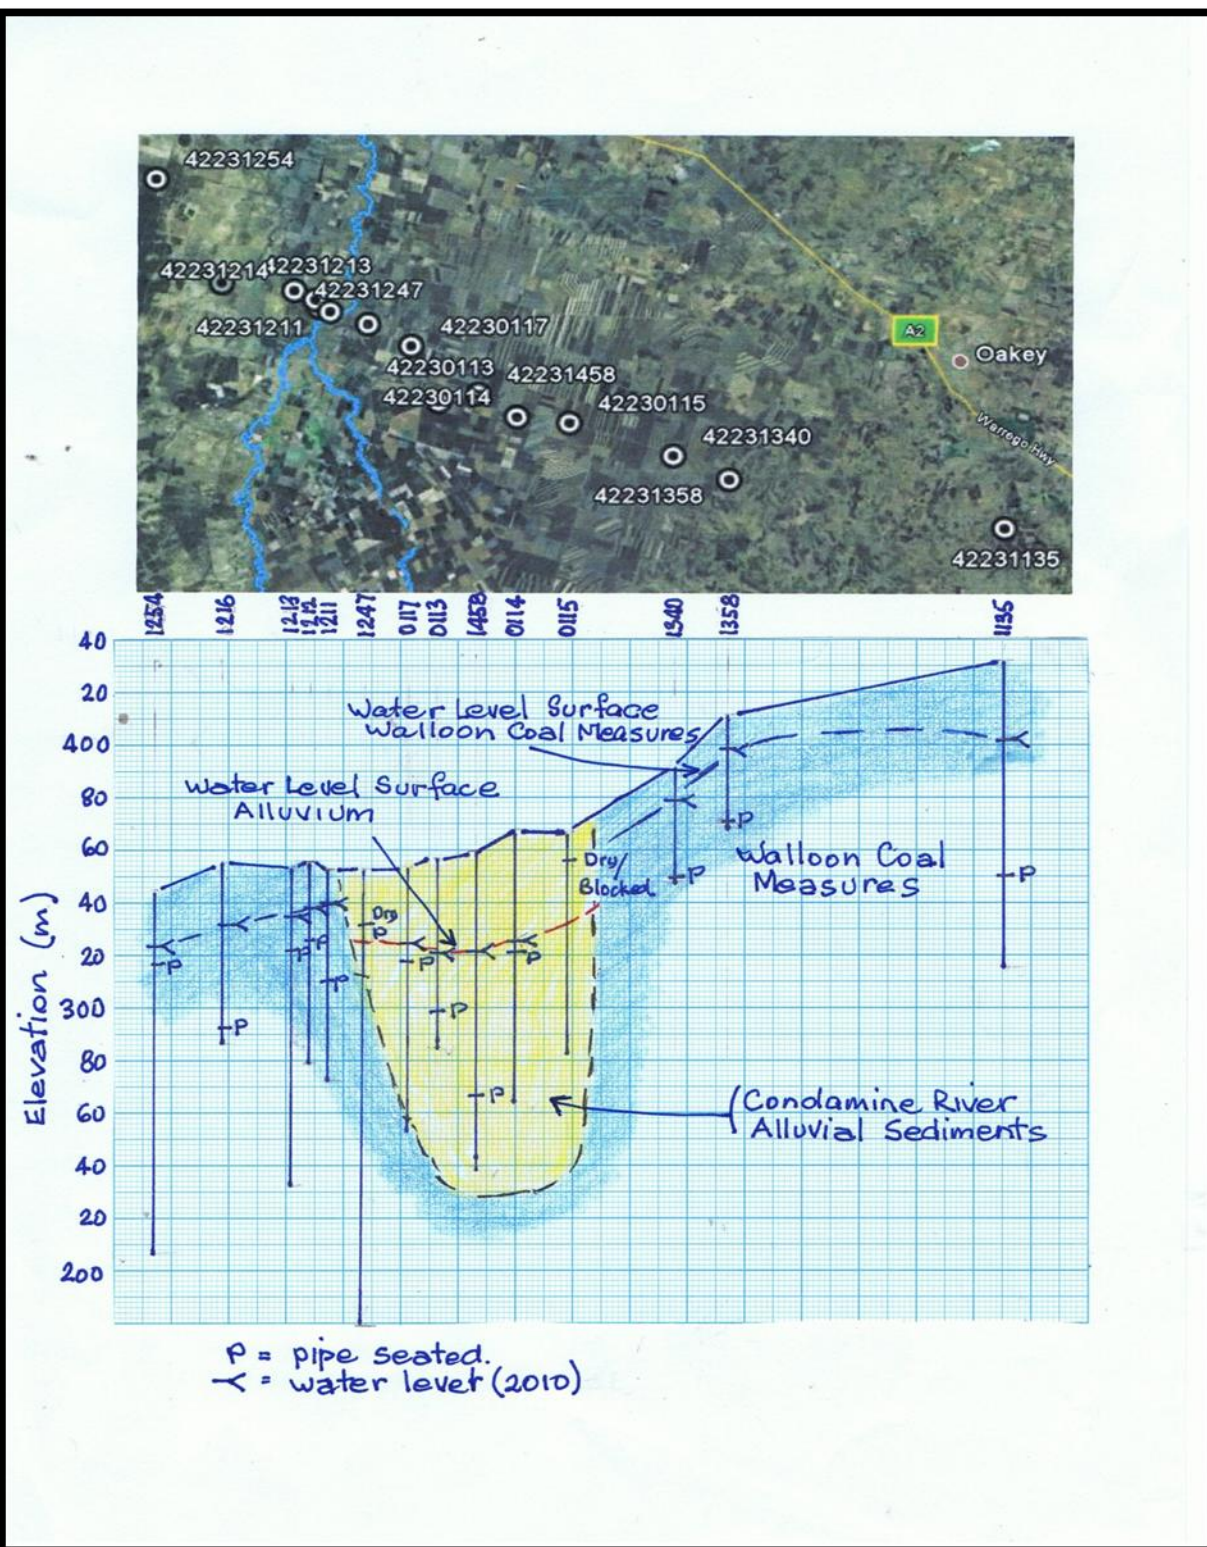 42231254
42231214
42231213
42231247
42231211
42230117
42230113
42231458
42230114
42230115
42231340
42231358
42231135
A2
Oakey
Warrego Hwy
1254
1216
1213
1212
1211
1247
0117
0113
1458
0114
0115
1340
1358
1135
40
20
400
80
60
40
20
300
80
60
40
20
200
Elevation (m)
Water Level Surface
Walloon Coal Measures
Water Level Surface
Alluvium
Dry/
Blocked
Dry
P
P
P
P
P
P
P
P
P
P
P
P
Walloon Coal
Measures
Condamine River
Alluvial Sediments
P = pipe seated.
= water level (2010)